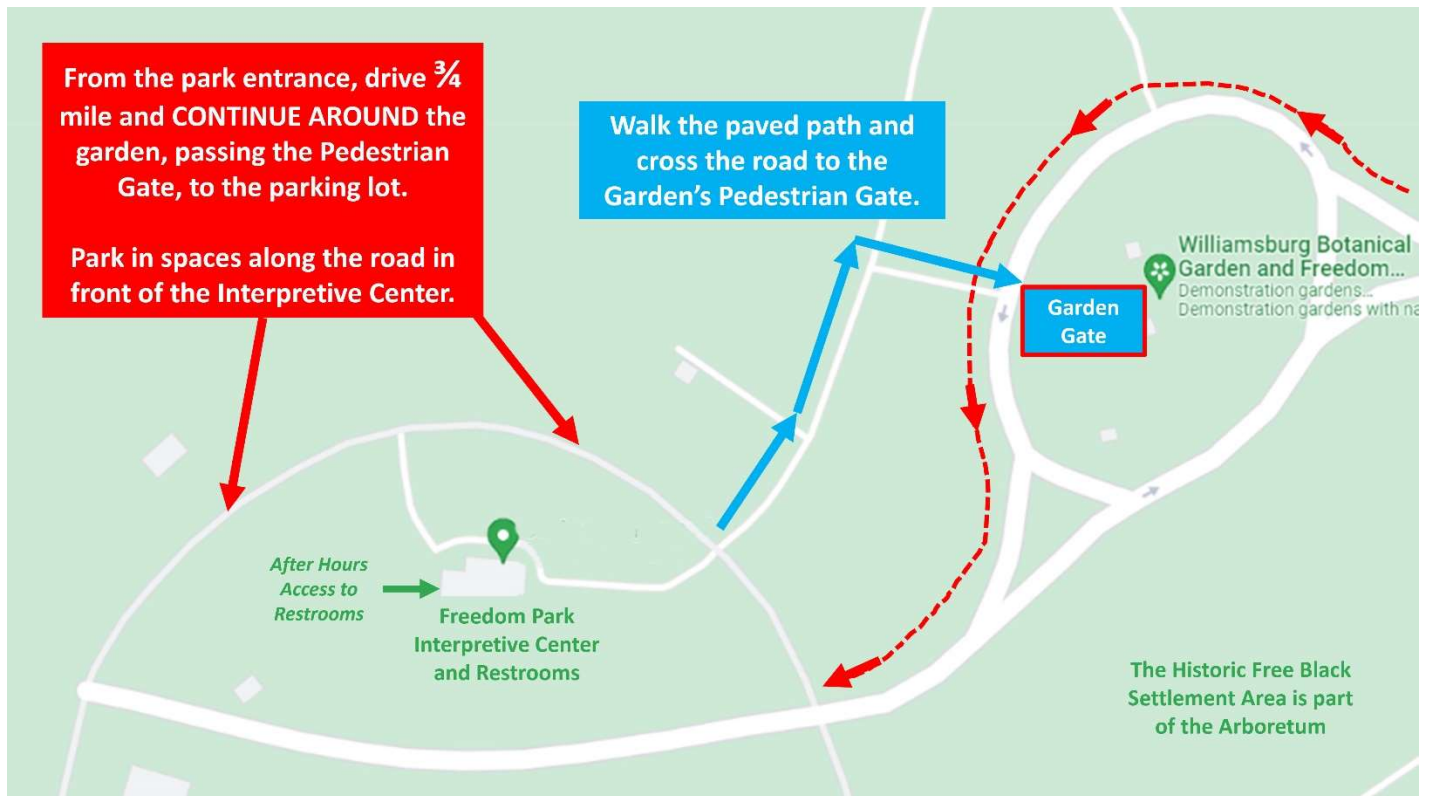 From the park entrance, drive ¾
mile and CONTINUE AROUND the
garden, passing the Pedestrian
Gate, to the parking lot.
Park in spaces along the road in
front of the Interpretive Center.
Walk the paved path and
cross the road to the
Garden's Pedestrian Gate.
Williamsburg Botanical
Garden and Freedom...
Demonstration gardens...
Demonstration gardens with na
Garden
Gate
After Hours
Access to
Restrooms
Freedom Park
Interpretive Center
and Restrooms
The Historic Free Black
Settlement Area is part
of the Arboretum